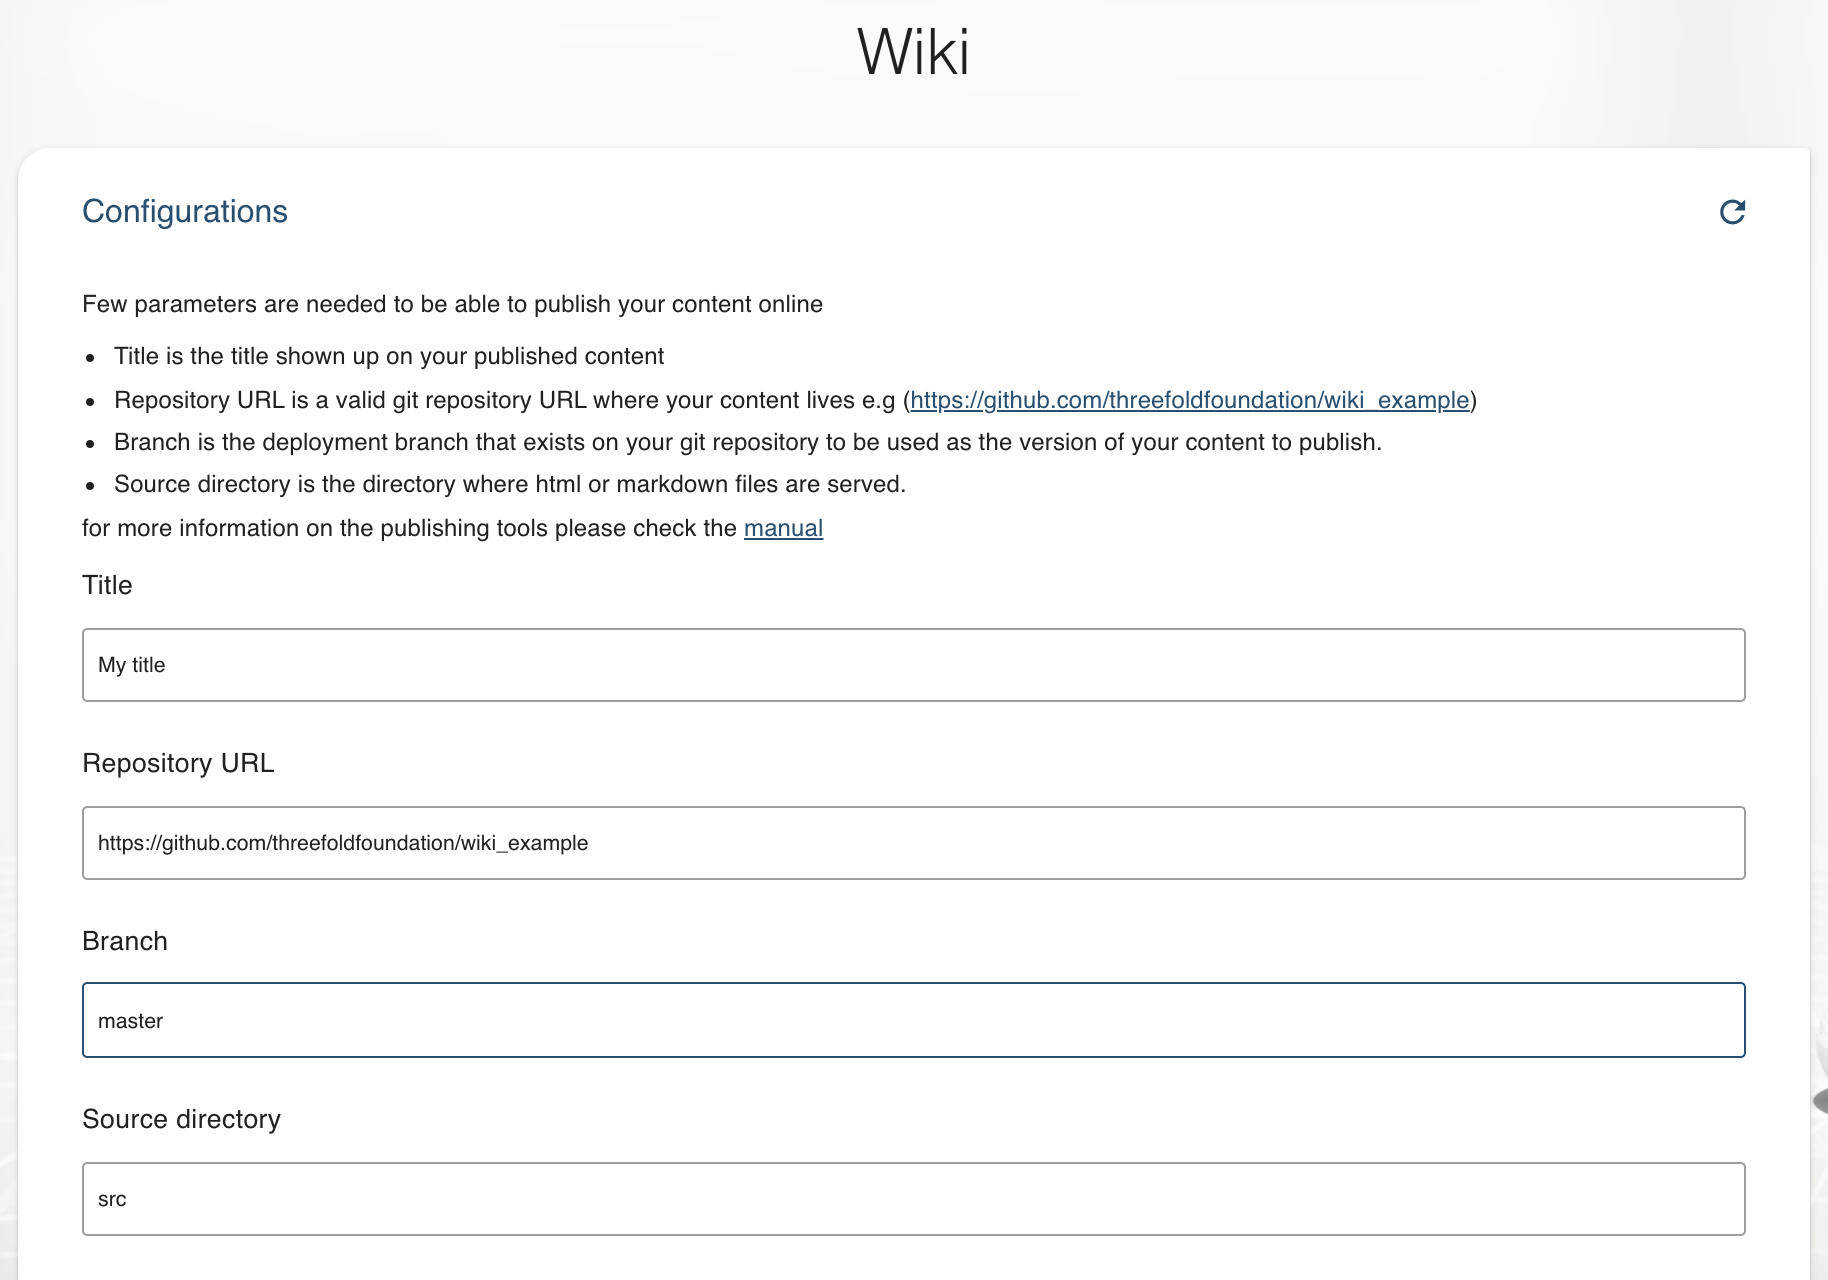 Wiki
Configurations
Few parameters are needed to be able to publish your content online
Title is the title shown up on your published content
Repository URL is a valid git repository URL where your content lives e.g (https://github.com/threefoldfoundation/wiki_example)
Branch is the deployment branch that exists on your git repository to be used as the version of your content to publish.
Source directory is the directory where html or markdown files are served.
for more information on the publishing tools please check the manual
Title
My title
Repository URL
https://github.com/threefoldfoundation/wiki_example
Branch
master
Source directory
src